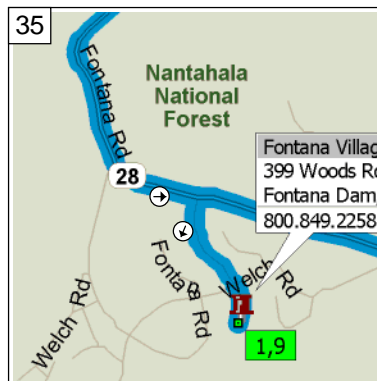 35
Fontana Rd
Nantahala
National
Forest
28
Fontana Villag
399 Woods Rd
Fontana Dam,
800.849.2258
Fontana Rd
Welch Rd
Welch Rd
1,9